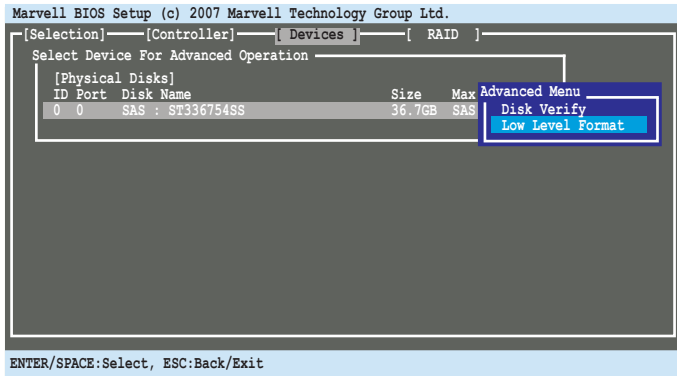 Marvell BIOS Setup (c) 2007 Marvell Technology Group Ltd.
[Selection] [Controller] [ Devices ] [ RAID ]
Select Device For Advanced Operation
[Physical Disks]
ID Port Disk Name Size Max
0 0 SAS : ST336754SS 36.7GB SAS
Advanced Menu
Disk Verify
Low Level Format
ENTER/SPACE:Select, ESC:Back/Exit